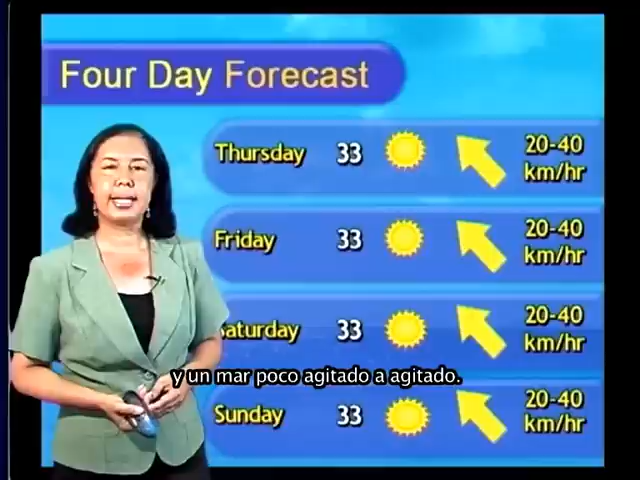 Four Day Forecast
Thursday 33 20-40 km/hr
Friday 33 20-40 km/hr
Saturday 33 20-40 km/hr
y un mar poco agitado a agitado.
Sunday 33 20-40 km/hr